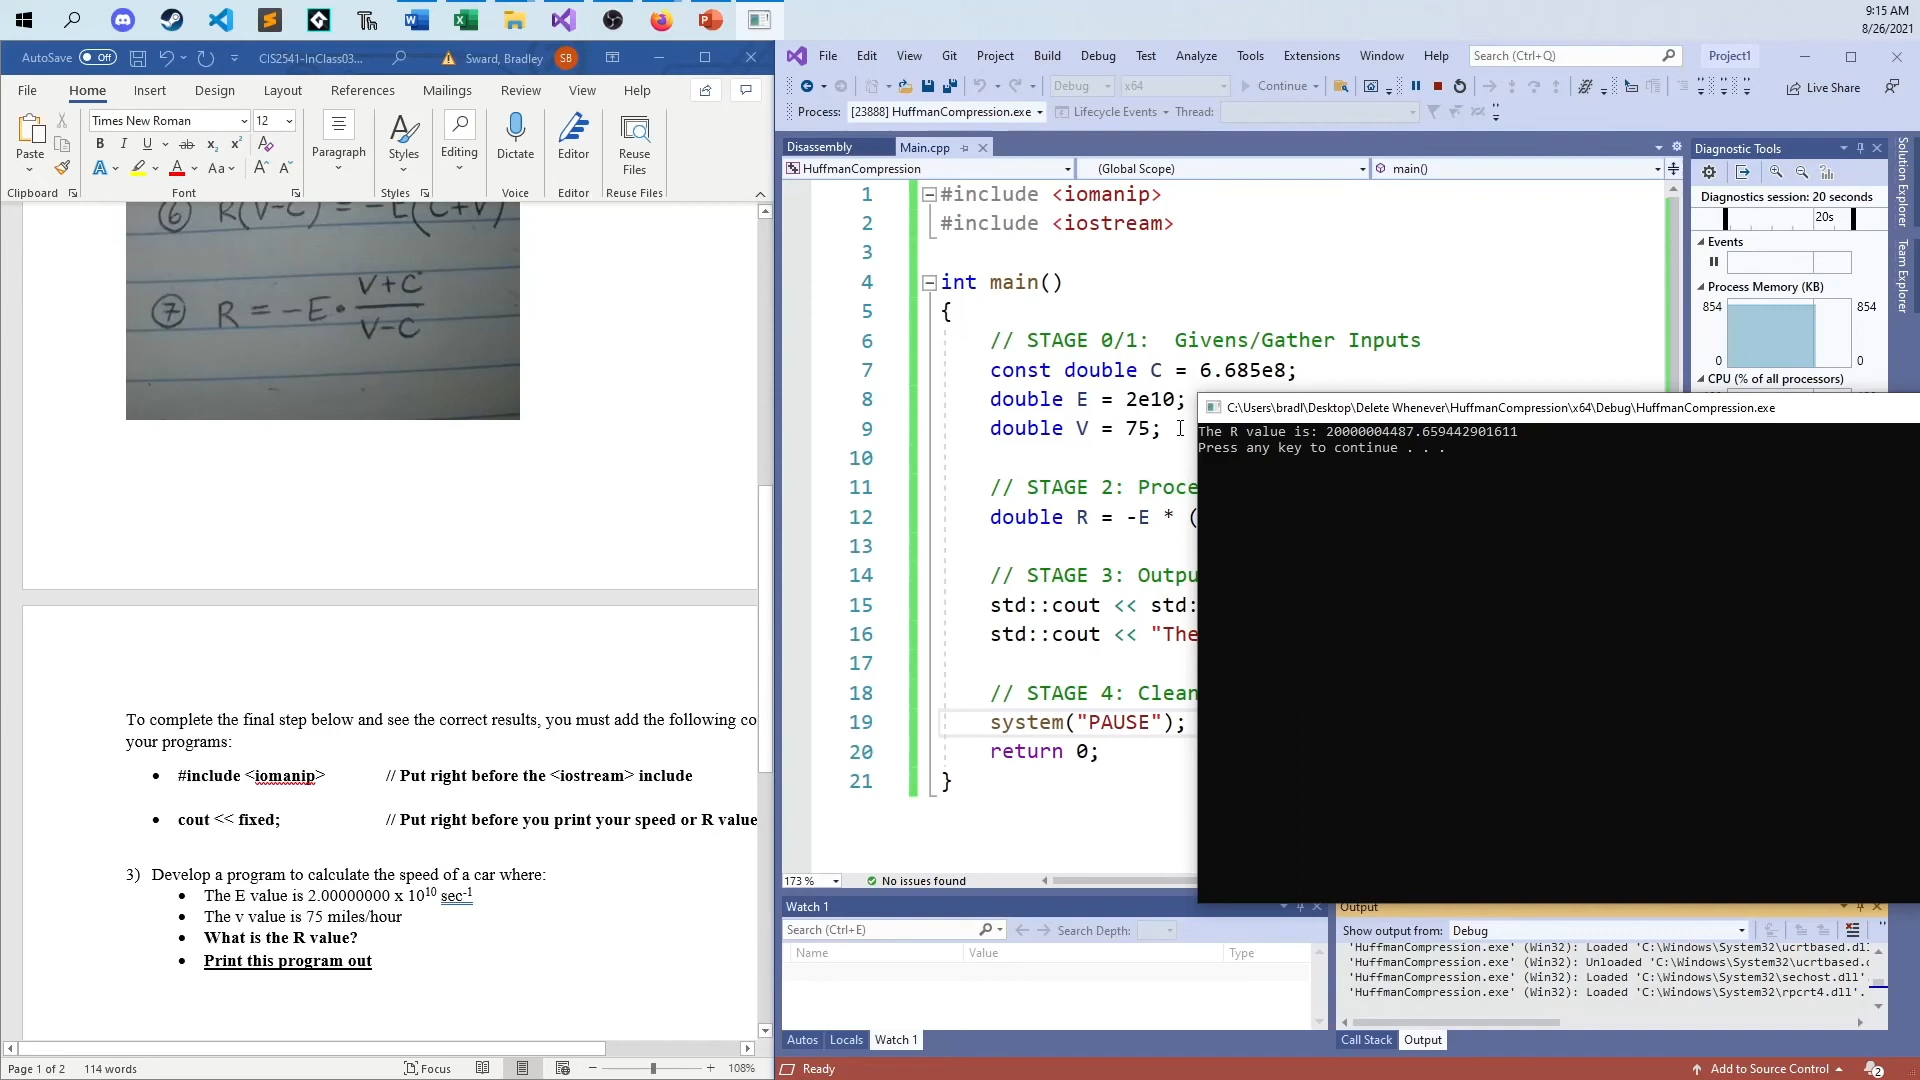 9:15 AM
8/26/2021
AutoSave Off CIS2541-InClass03... Sward, Bradley SB
File Home Insert Design Layout References Mailings Review View Help
Times New Roman 12
Paste Paragraph Styles Editing Dictate Editor Reuse Files
Clipboard Font Styles Voice Editor Reuse Files
⑥ R(V-C) = -E(C+V)
⑦ R = -E • V+C
V-C
To complete the final step below and see the correct results, you must add the following co
your programs:
• #include <iomanip> // Put right before the <iostream> include
• cout << fixed; // Put right before you print your speed or R value
3) Develop a program to calculate the speed of a car where:
• The E value is 2.00000000 x 10¹⁰ sec⁻¹
• The v value is 75 miles/hour
• What is the R value?
• Print this program out
Page 1 of 2 114 words Focus 108%
File Edit View Git Project Build Debug Test Analyze Tools Extensions Window Help Search (Ctrl+Q) Project1
Debug x64 Continue Live Share
Process: [23888] HuffmanCompression.exe Lifecycle Events Thread:
Disassembly Main.cpp
HuffmanCompression (Global Scope) main()
1 #include <iomanip>
2 #include <iostream>
3
4 int main()
5 {
6 // STAGE 0/1:  Givens/Gather Inputs
7 const double C = 6.685e8;
8 double E = 2e10;
9 double V = 75;
10
11 // STAGE 2: Proce
12 double R = -E * (
13
14 // STAGE 3: Outpu
15 std::cout << std:
16 std::cout << "The
17
18 // STAGE 4: Clean
19 system("PAUSE");
20 return 0;
21 }
173 % No issues found
C:\Users\bradl\Desktop\Delete Whenever\HuffmanCompression\x64\Debug\HuffmanCompression.exe
The R value is: 20000004487.659442901611
Press any key to continue . . .
Diagnostic Tools
Diagnostics session: 20 seconds
20s
Events
Process Memory (KB)
854 854
0 0
CPU (% of all processors)
Solution Explorer
Team Explorer
Watch 1
Search (Ctrl+E) Search Depth:
Name Value Type
Autos Locals Watch 1
Output
Show output from: Debug
'HuffmanCompression.exe' (Win32): Loaded 'C:\Windows\System32\ucrtbased.dl
'HuffmanCompression.exe' (Win32): Unloaded 'C:\Windows\System32\ucrtbased.
'HuffmanCompression.exe' (Win32): Loaded 'C:\Windows\System32\sechost.dll'
'HuffmanCompression.exe' (Win32): Loaded 'C:\Windows\System32\rpcrt4.dll'.
Call Stack Output
Ready Add to Source Control 2